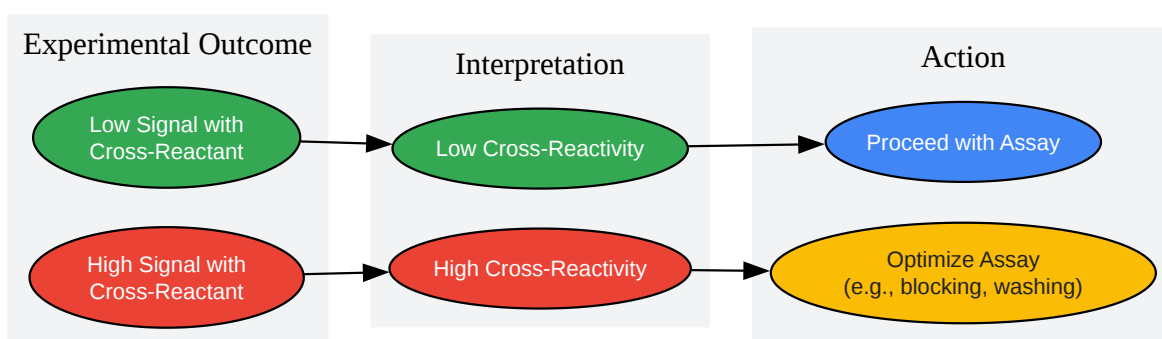 Experimental Outcome
Low Signal with
Cross-Reactant
High Signal with
Cross-Reactant
Interpretation
Low Cross-Reactivity
High Cross-Reactivity
Action
Proceed with Assay
Optimize Assay
(e.g., blocking, washing)